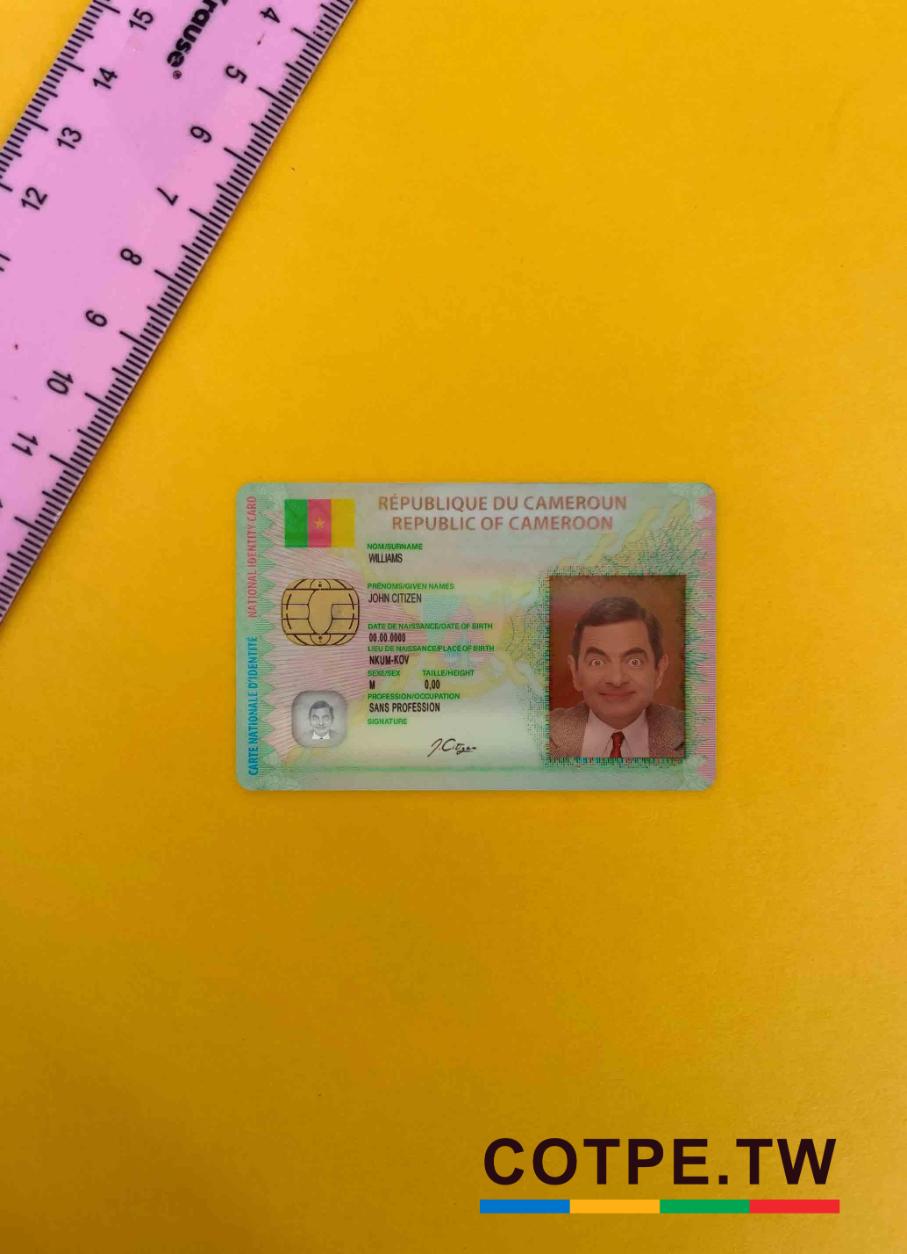 Krause
15
14
13
12
4
5
6
7
8
9
10
11
RÉPUBLIQUE DU CAMEROUN
REPUBLIC OF CAMEROON
NATIONAL IDENTITY CARD
CARTE NATIONALE D'IDENTITÉ
NOM/SURNAME
WILLIAMS
PRÉNOMS/GIVEN NAMES
JOHN CITIZEN
DATE DE NAISSANCE/DATE OF BIRTH
00.00.0000
LIEU DE NAISSANCE/PLACE OF BIRTH
NKUM-KOV
SEXE/SEX TAILLE/HEIGHT
M 0,00
PROFESSION/OCCUPATION
SANS PROFESSION
SIGNATURE
J Citizen
COTPE.TW